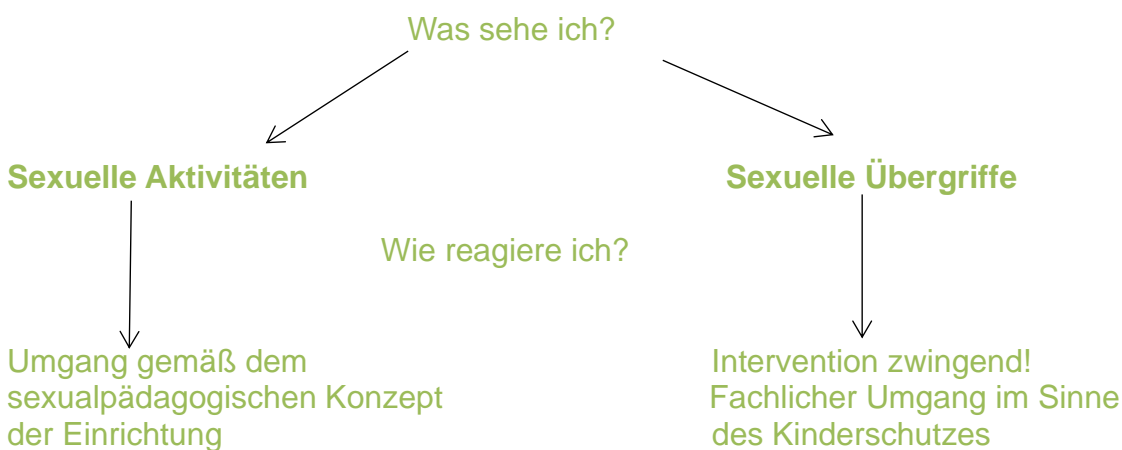 Was sehe ich?
Sexuelle Aktivitäten
Sexuelle Übergriffe
Wie reagiere ich?
Umgang gemäß dem
sexualpädagogischen Konzept
der Einrichtung
Intervention zwingend!
Fachlicher Umgang im Sinne
des Kinderschutzes